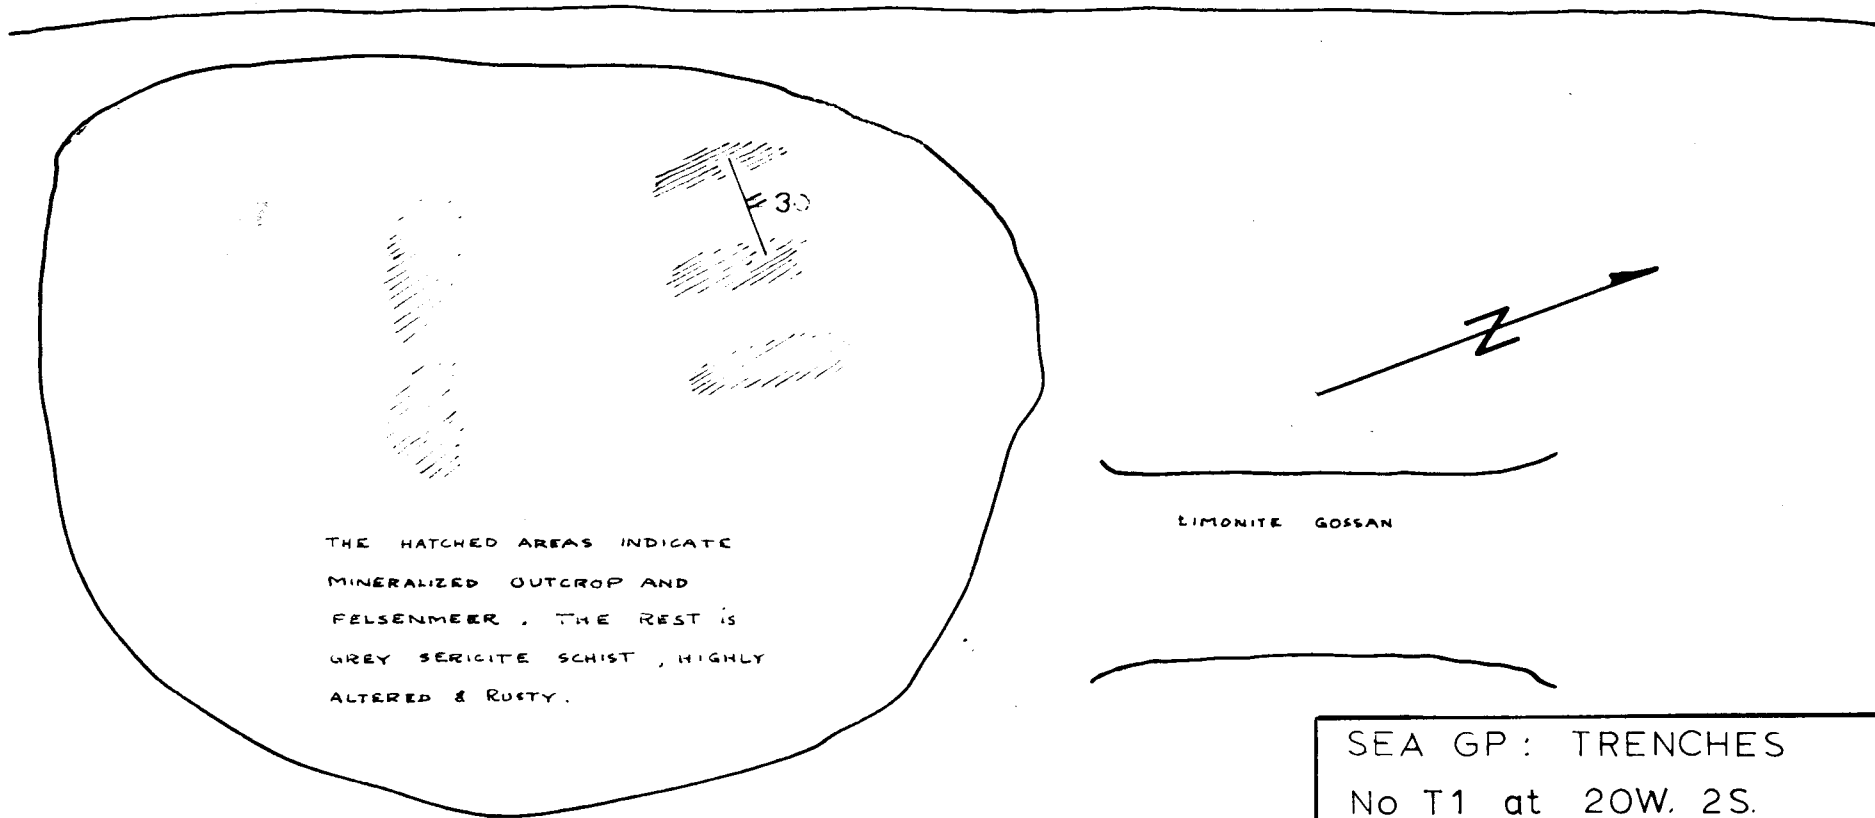 30
Z
THE HATCHED AREAS INDICATE
MINERALIZED OUTCROP AND
FELSENMEER. THE REST is
GREY SERICITE SCHIST, HIGHLY
ALTERED & RUSTY.
LIMONITE GOSSAN
SEA GP: TRENCHES
No T1 at 20W. 2S.